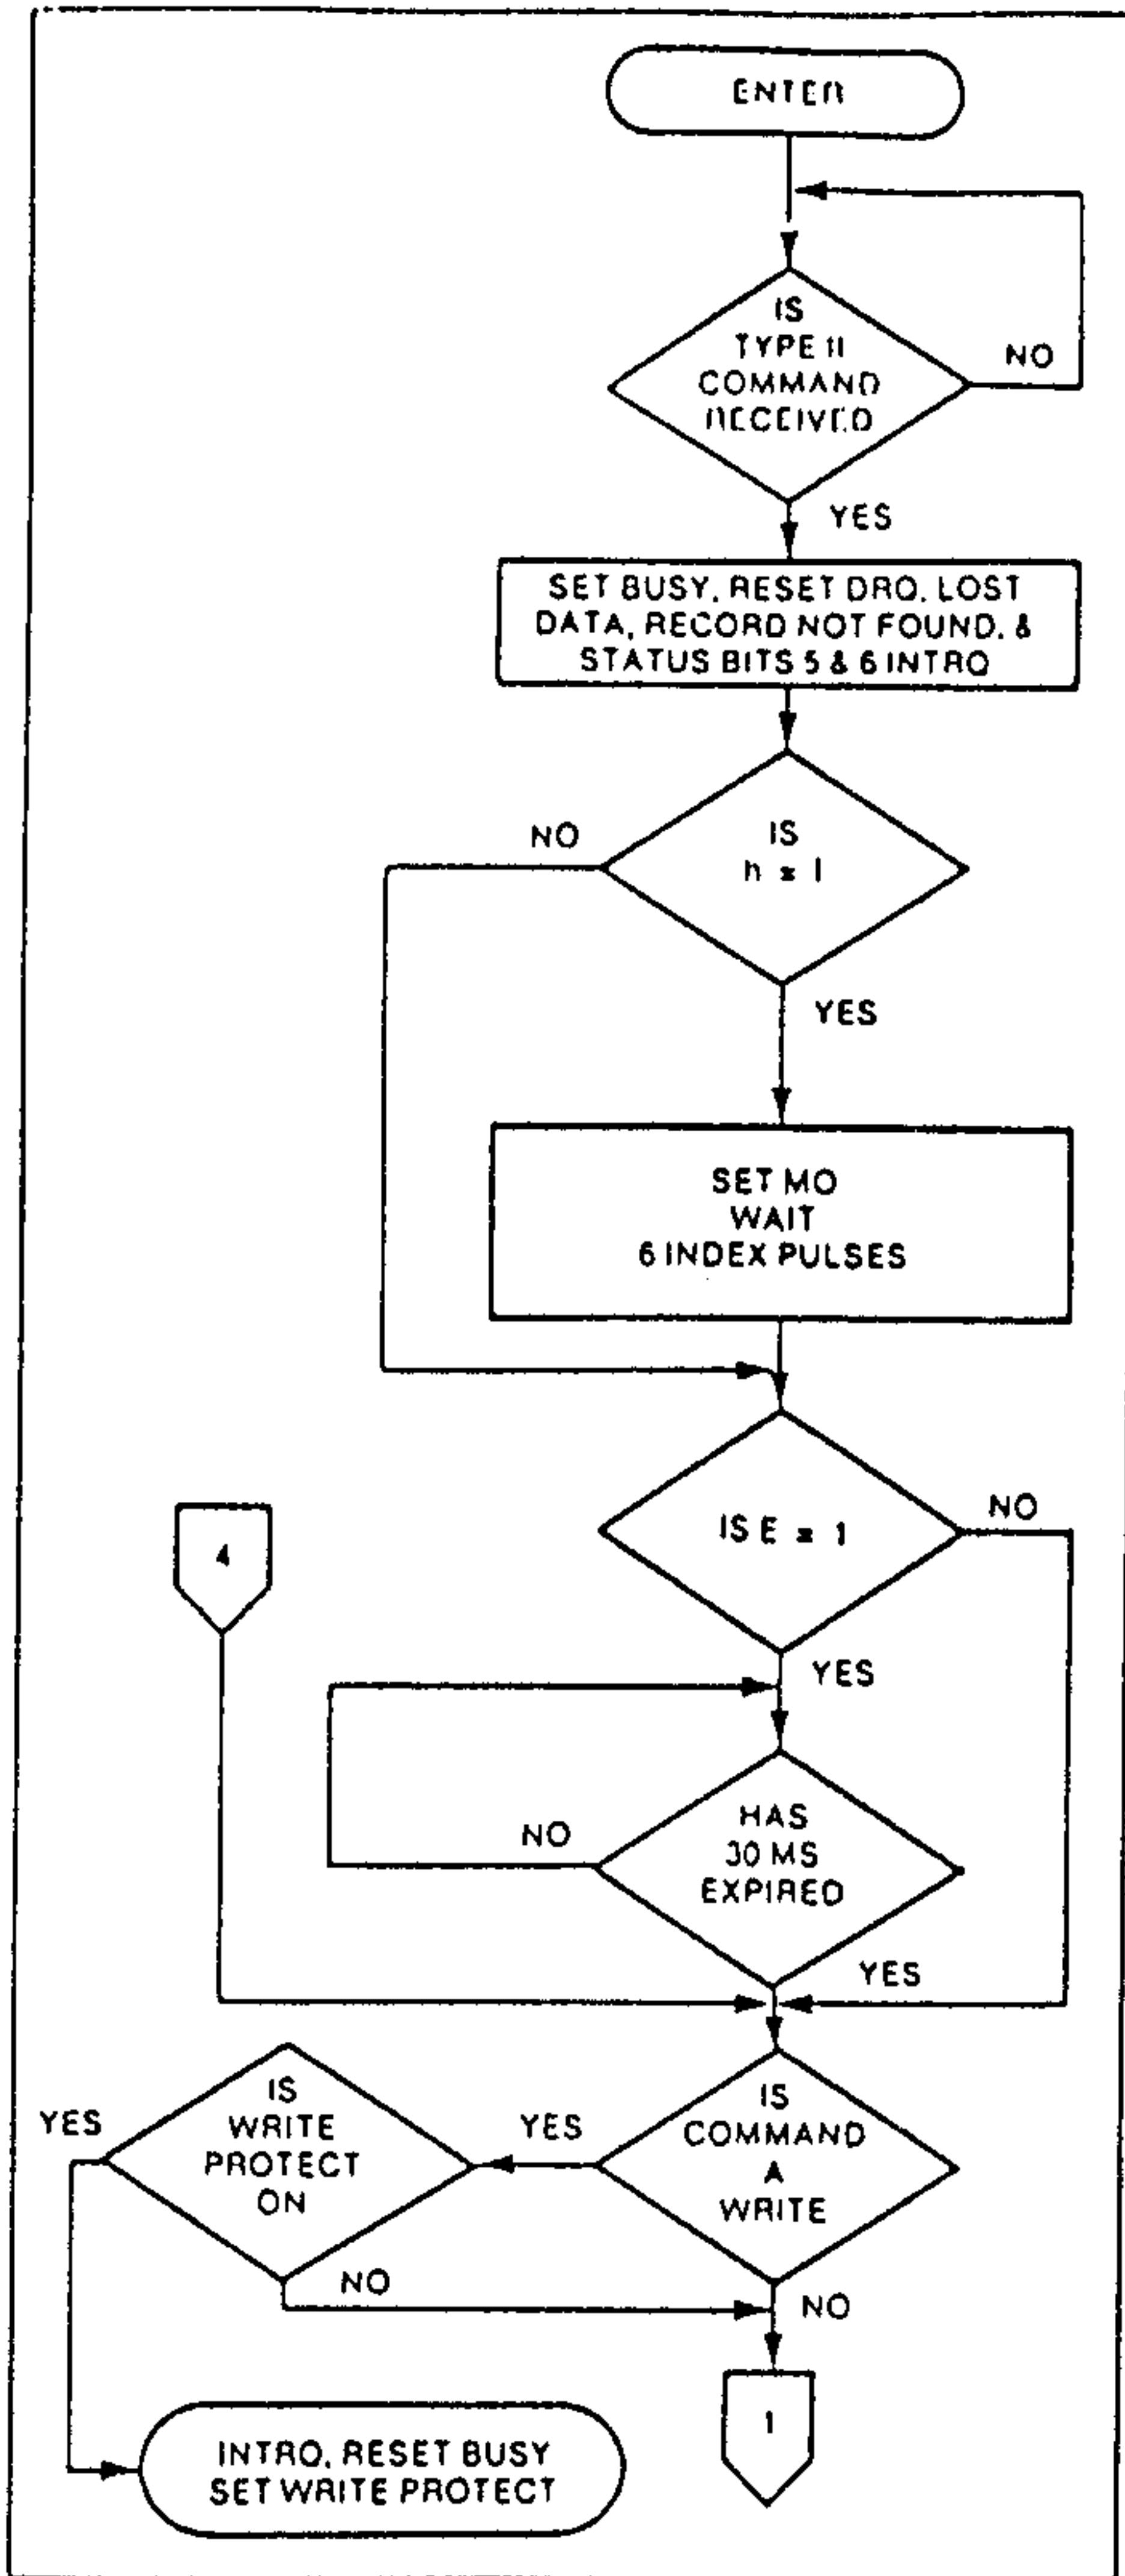 ENTER
IS
TYPE II
COMMAND
RECEIVED
NO
YES
SET BUSY, RESET DRQ, LOST
DATA, RECORD NOT FOUND, &
STATUS BITS 5 & 6 INTRQ
NO
IS
h = 1
YES
SET MO
WAIT
6 INDEX PULSES
IS E = 1
NO
4
YES
HAS
30 MS
EXPIRED
NO
YES
IS
WRITE
PROTECT
ON
YES
YES
IS
COMMAND
A
WRITE
NO
NO
1
INTRQ, RESET BUSY
SET WRITE PROTECT